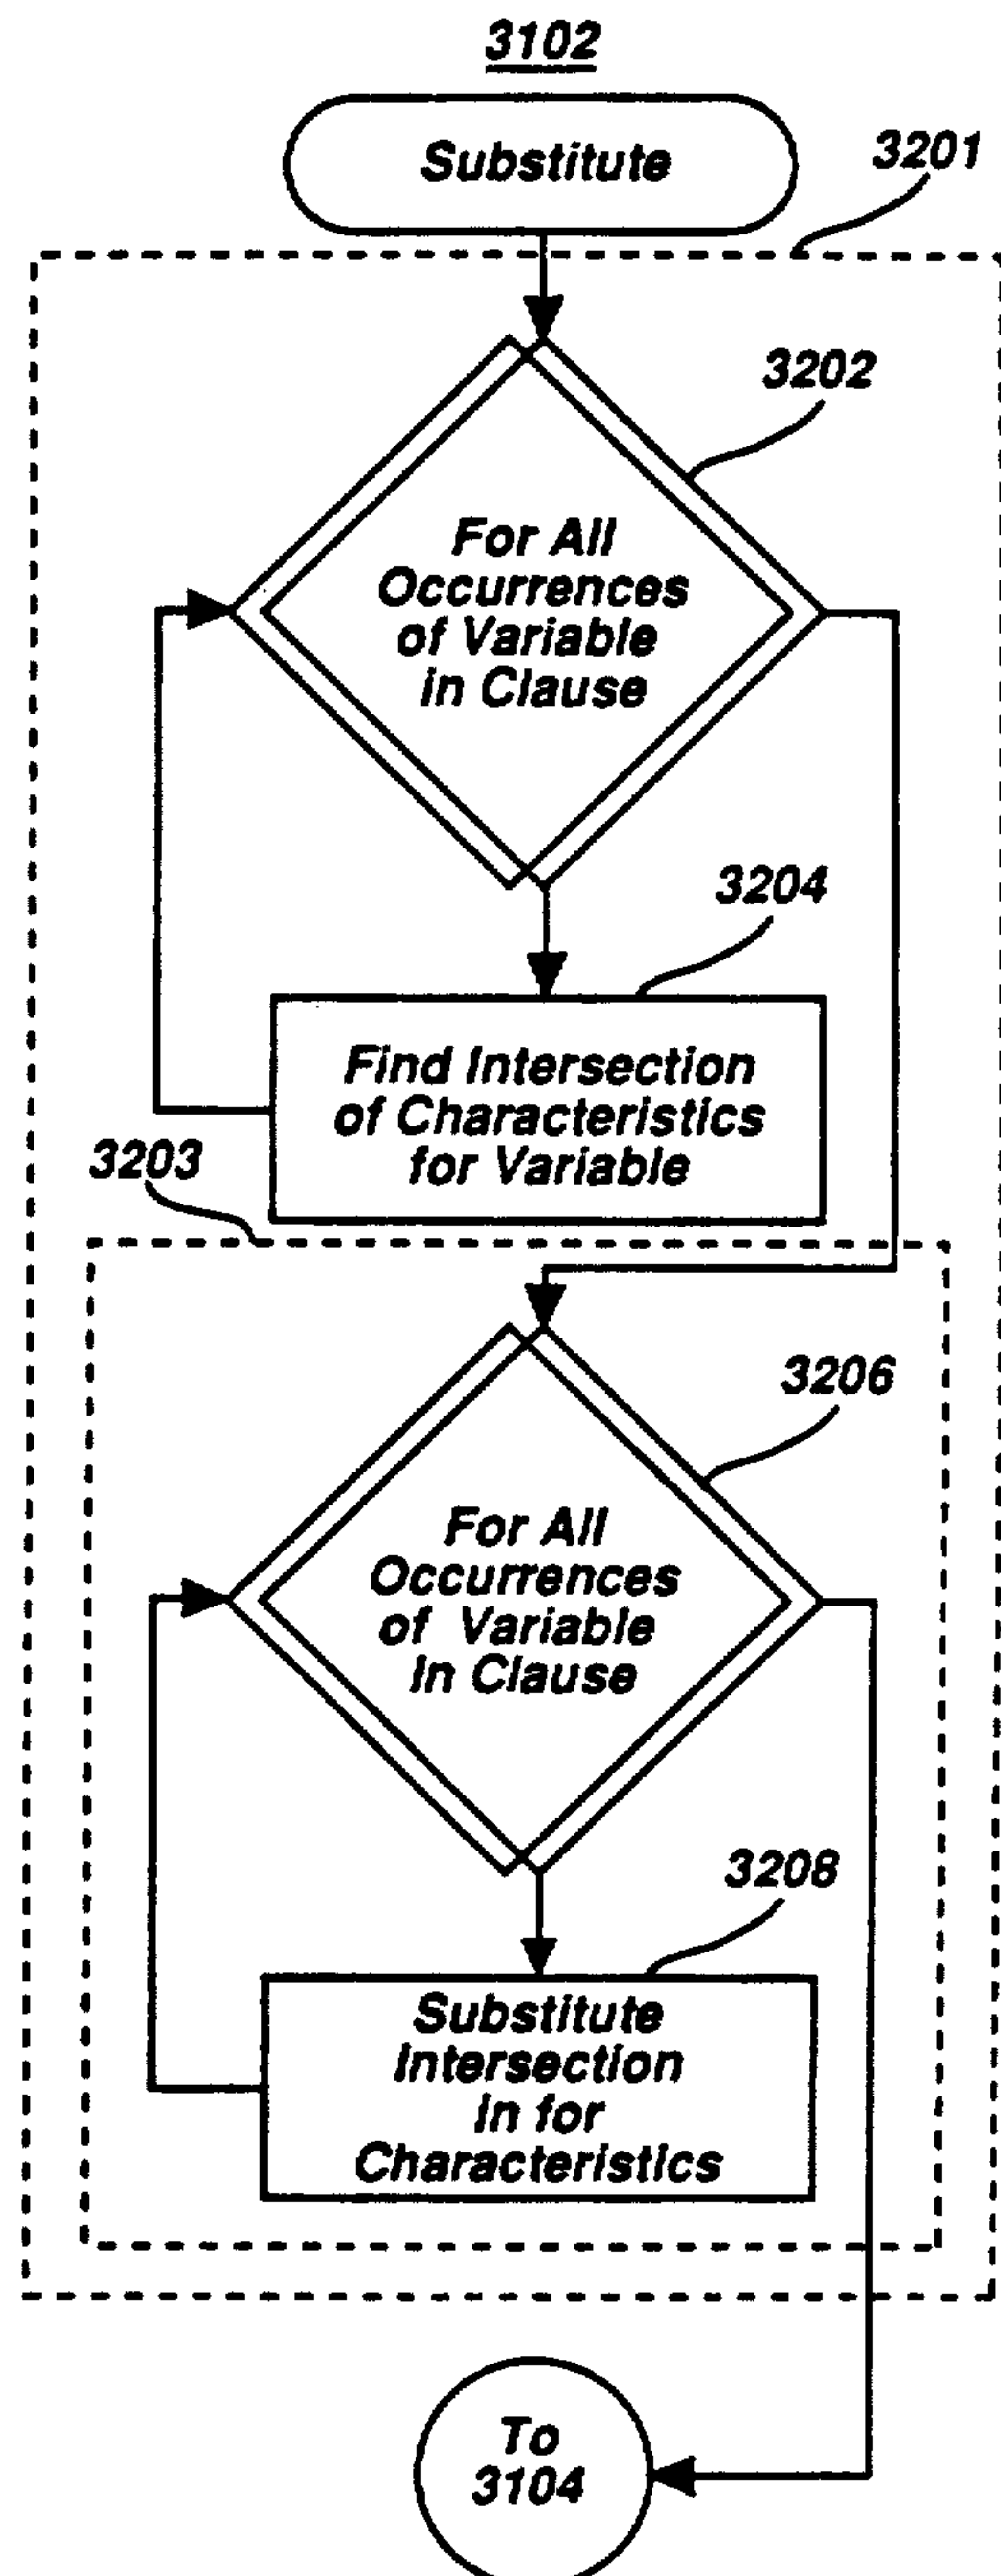 3102
Substitute
3201
3202
For All
Occurrences
of Variable
in Clause
3204
Find Intersection
of Characteristics
for Variable
3203
3206
For All
Occurrences
of Variable
In Clause
3208
Substitute
Intersection
in for
Characteristics
To
3104